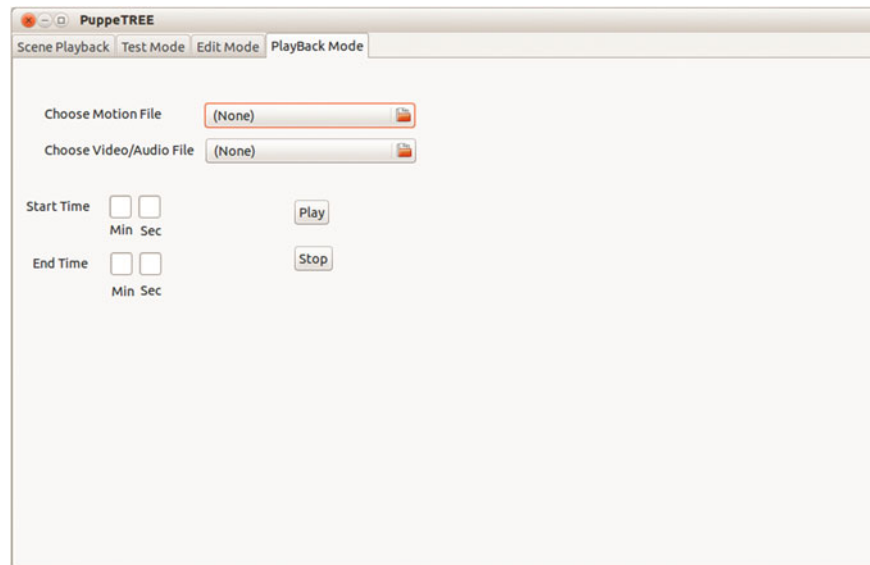 PuppeTREE
Scene Playback Test Mode Edit Mode PlayBack Mode
Choose Motion File (None)
Choose Video/Audio File (None)
Start Time
Min Sec
Play
End Time
Min Sec
Stop